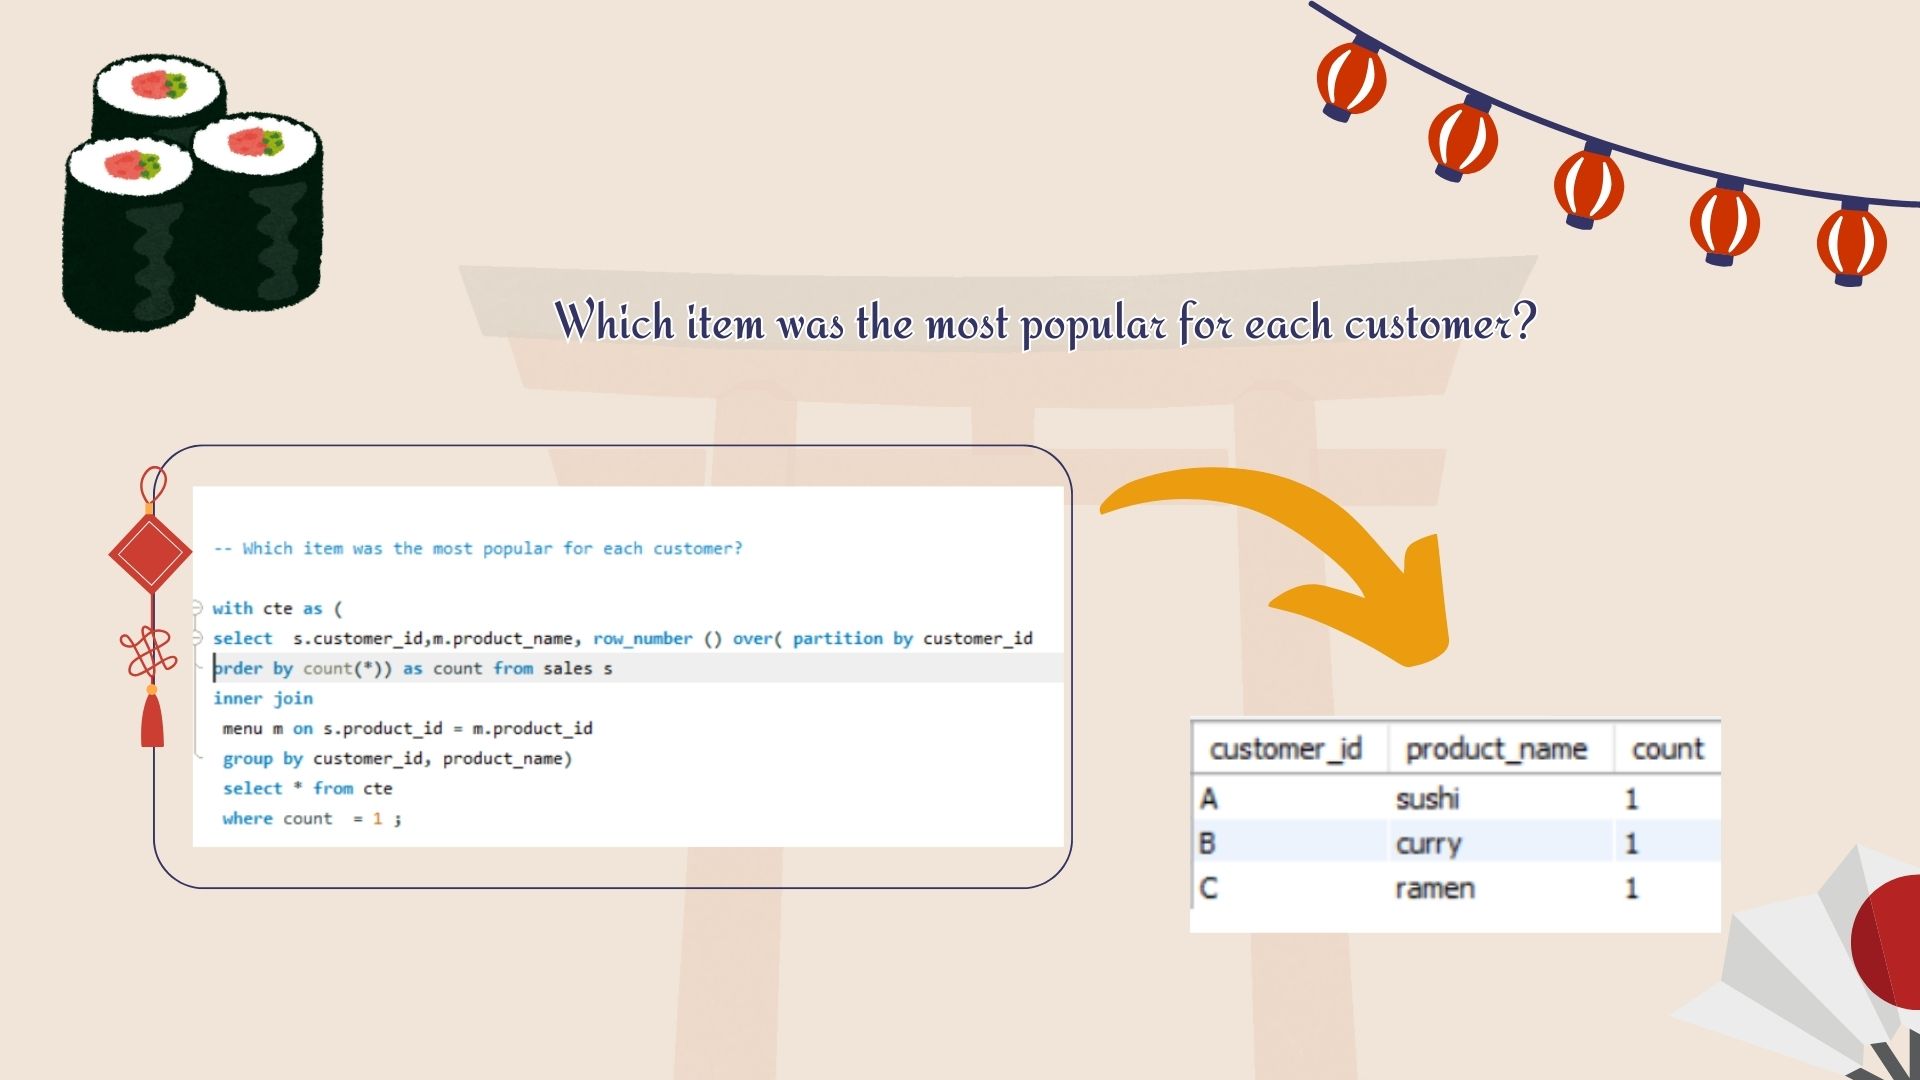 Which item was the most popular for each customer?
-- Which item was the most popular for each customer?
with cte as (
select  s.customer_id,m.product_name, row_number () over( partition by customer_id
order by count(*)) as count from sales s
inner join
menu m on s.product_id = m.product_id
group by customer_id, product_name)
select * from cte
where count  = 1 ;
customer_id product_name count
A sushi 1
B curry 1
C ramen 1